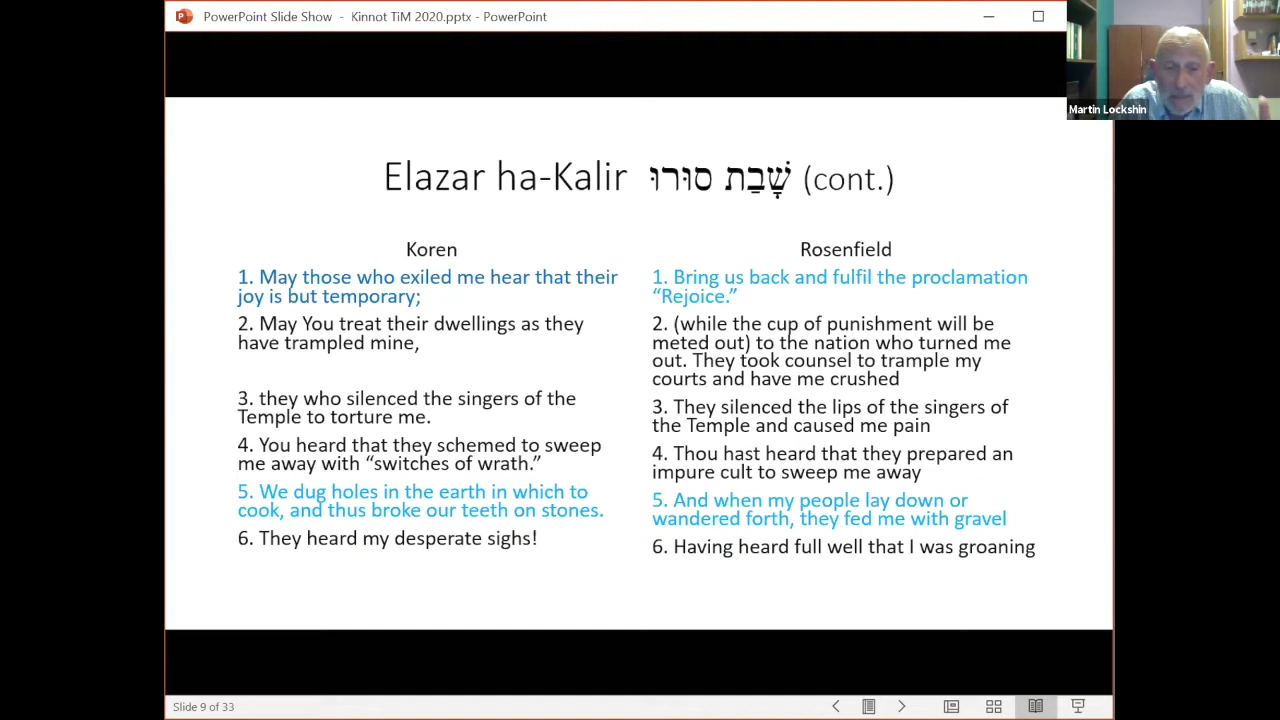 PowerPoint Slide Show - Kinnot TiM 2020.pptx - PowerPoint
Martin Lockshin
Elazar ha-Kalir שָׁבַת סוּרוּ (cont.)
Koren
1. May those who exiled me hear that their
joy is but temporary;
2. May You treat their dwellings as they
have trampled mine,
3. they who silenced the singers of the
Temple to torture me.
4. You heard that they schemed to sweep
me away with “switches of wrath.”
5. We dug holes in the earth in which to
cook, and thus broke our teeth on stones.
6. They heard my desperate sighs!
Rosenfield
1. Bring us back and fulfil the proclamation
“Rejoice.”
2. (while the cup of punishment will be
meted out) to the nation who turned me
out. They took counsel to trample my
courts and have me crushed
3. They silenced the lips of the singers of
the Temple and caused me pain
4. Thou hast heard that they prepared an
impure cult to sweep me away
5. And when my people lay down or
wandered forth, they fed me with gravel
6. Having heard full well that I was groaning
Slide 9 of 33